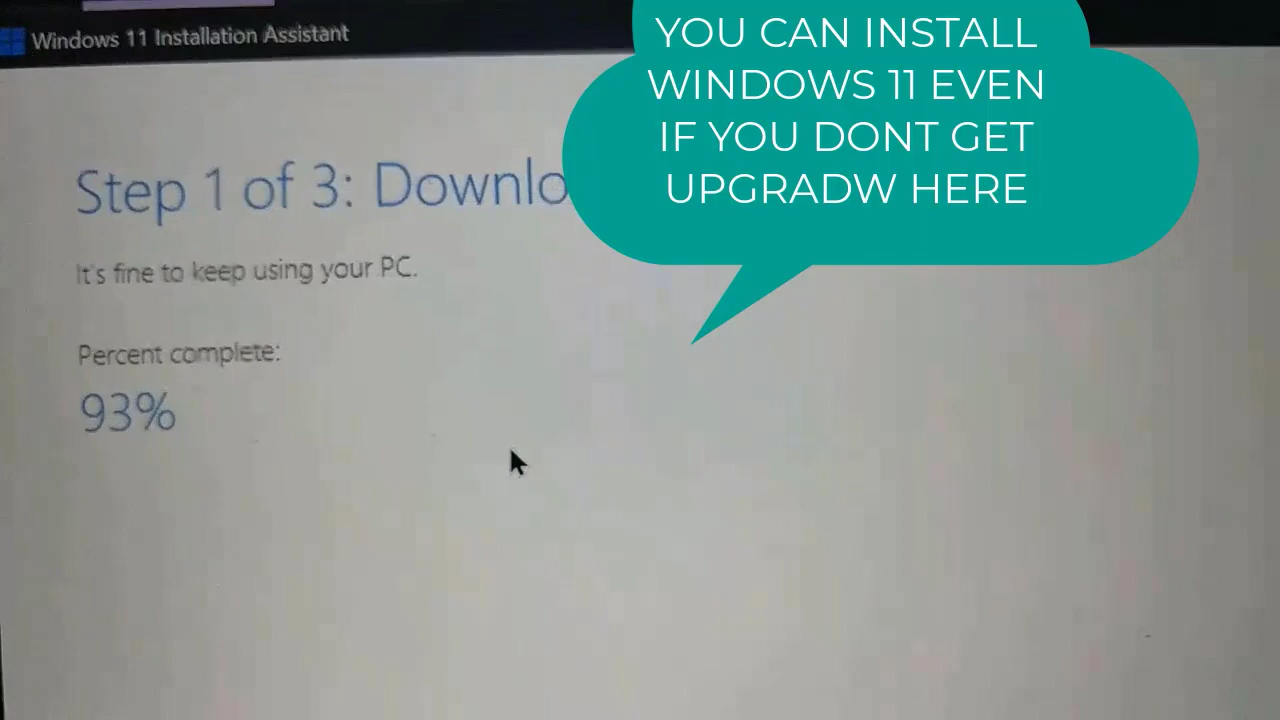 Windows 11 Installation Assistant
YOU CAN INSTALL
WINDOWS 11 EVEN
IF YOU DONT GET
UPGRADW HERE
Step 1 of 3: Downlo
It's fine to keep using your PC.
Percent complete:
93%